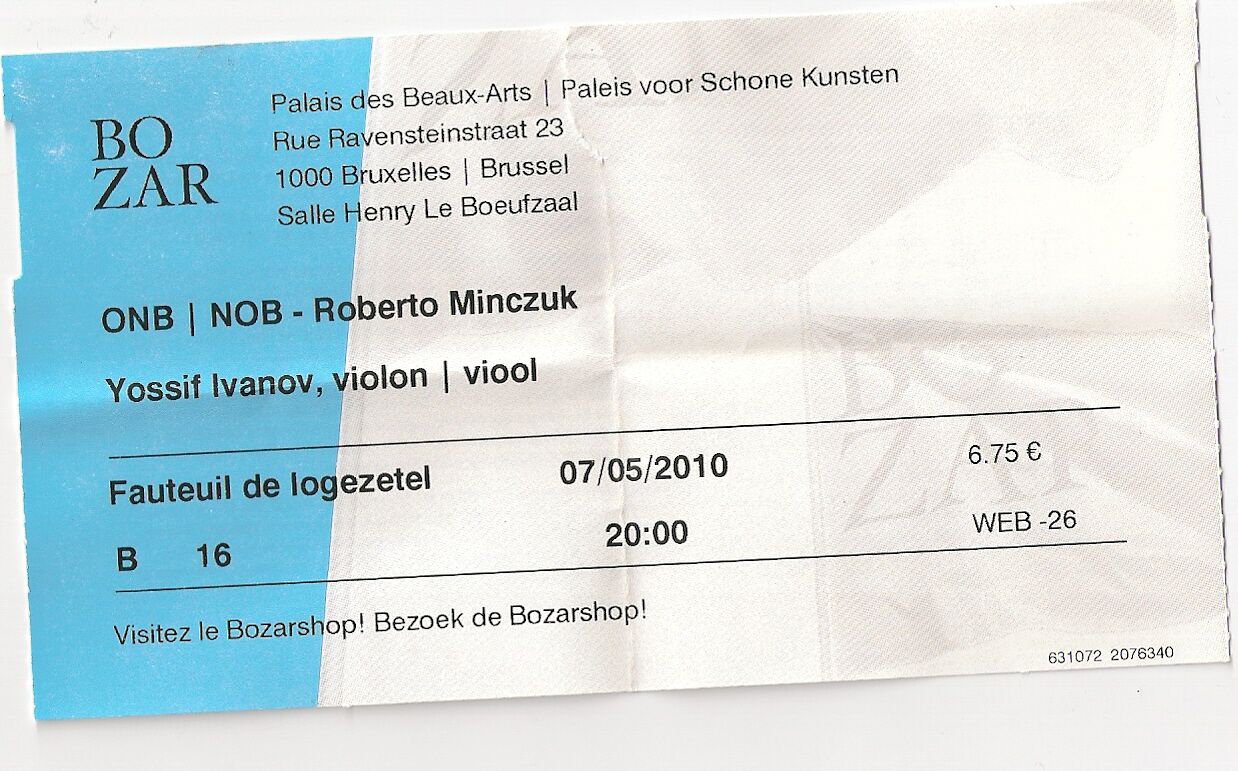 BO
ZAR
Palais des Beaux-Arts | Paleis voor Schone Kunsten
Rue Ravensteinstraat 23
1000 Bruxelles | Brussel
Salle Henry Le Boeufzaal
ONB | NOB - Roberto Minczuk
Yossif Ivanov, violon | viool
Fauteuil de logezetel 07/05/2010 6.75 €
B 16 20:00 WEB -26
Visitez le Bozarshop! Bezoek de Bozarshop!
631072 2076340